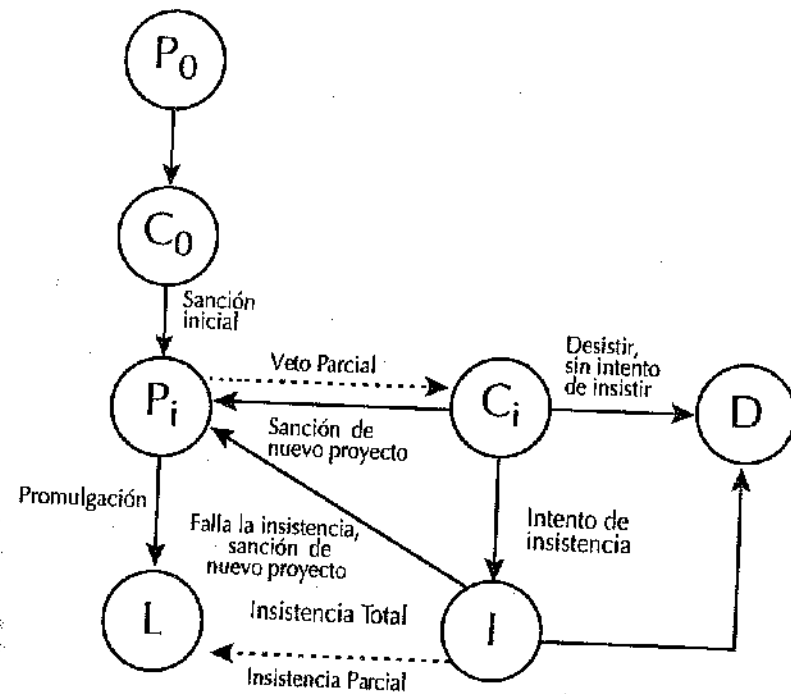 P0
C0
Sanción
inicial
Veto Parcial
Desistir,
sin intento
de insistir
Pi
Ci
D
Sanción de
nuevo proyecto
Promulgación
Intento de
insistencia
Falla la insistencia,
sanción de
nuevo proyecto
L
Insistencia Total
I
Insistencia Parcial